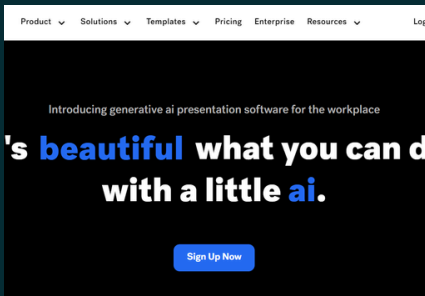 Product Solutions Templates Pricing Enterprise Resources Log
Introducing generative ai presentation software for the workplace
's beautiful what you can d
with a little ai.
Sign Up Now